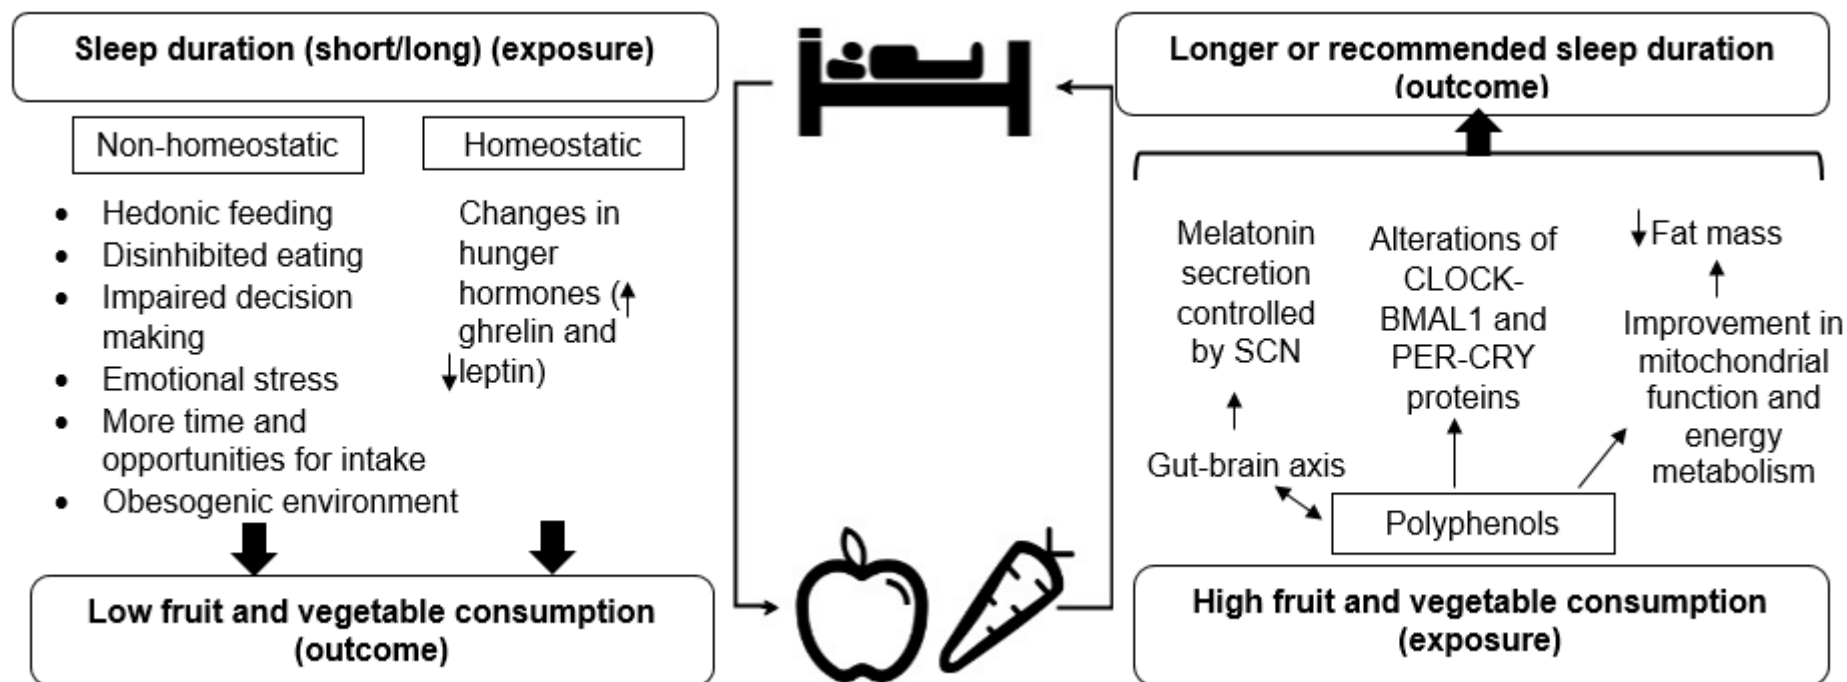 Sleep duration (short/long) (exposure)
Non-homeostatic
Homeostatic
• Hedonic feeding
• Disinhibited eating
• Impaired decision
making
• Emotional stress
• More time and
opportunities for intake
• Obesogenic environment
Changes in
hunger
hormones (↑
ghrelin and
↓leptin)
Low fruit and vegetable consumption
(outcome)
Longer or recommended sleep duration
(outcome)
Melatonin
secretion
controlled
by SCN
Gut-brain axis
Alterations of
CLOCK-
BMAL1 and
PER-CRY
proteins
↓Fat mass
Improvement in
mitochondrial
function and
energy
metabolism
Polyphenols
High fruit and vegetable consumption
(exposure)